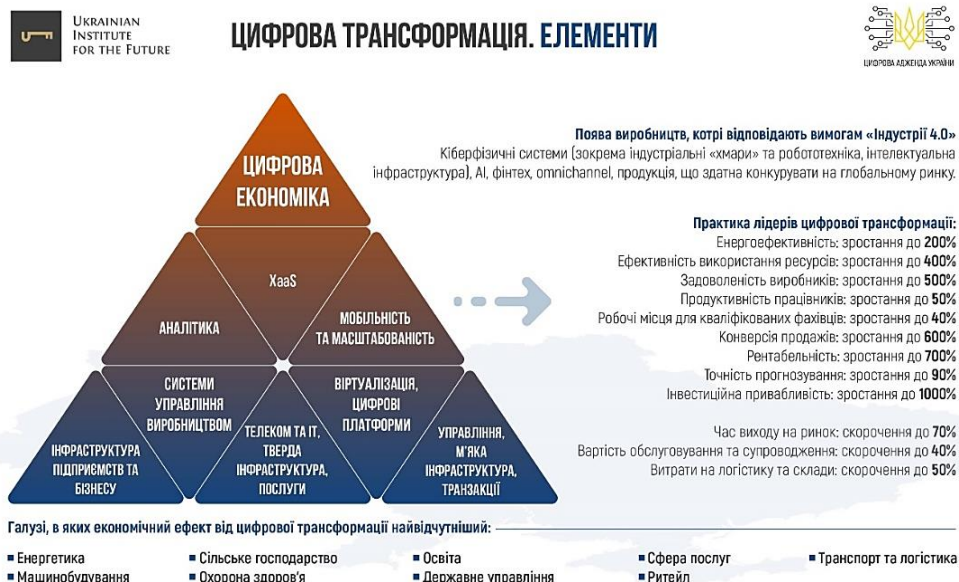 UKRAINIAN
INSTITUTE
FOR THE FUTURE
ЦИФРОВА ТРАНСФОРМАЦІЯ. ЕЛЕМЕНТИ
ЦИФРОВА АДЖЕНДА УКРАЇНИ
ЦИФРОВА
ЕКОНОМІКА
XaaS
АНАЛІТИКА
МОБІЛЬНІСТЬ
ТА МАСШТАБОВАНІСТЬ
СИСТЕМИ
УПРАВЛІННЯ
ВИРОБНИЦТВОМ
ВІРТУАЛІЗАЦІЯ,
ЦИФРОВІ
ПЛАТФОРМИ
ІНФРАСТРУКТУРА
ПІДПРИЄМСТВ ТА
БІЗНЕСУ
ТЕЛЕКОМ ТА ІТ,
ТВЕРДА
ІНФРАСТРУКТУРА,
ПОСЛУГИ
УПРАВЛІННЯ,
М'ЯКА
ІНФРАСТРУКТУРА,
ТРАНЗАКЦІЇ
Поява виробництв, котрі відповідають вимогам «Індустрії 4.0»
Кіберфізичні системи (зокрема індустріальні «хмари» та робототехніка, інтелектуальна
інфраструктура), AI, фінтех, omnichannel, продукція, що здатна конкурувати на глобальному ринку.
Практика лідерів цифрової трансформації:
Енергоефективність: зростання до 200%
Ефективність використання ресурсів: зростання до 400%
Задоволеність виробників: зростання до 500%
Продуктивність працівників: зростання до 50%
Робочі місця для кваліфікованих фахівців: зростання до 40%
Конверсія продажів: зростання до 600%
Рентабельність: зростання до 700%
Точність прогнозування: зростання до 90%
Інвестиційна привабливість: зростання до 1000%
Час виходу на ринок: скорочення до 70%
Вартість обслуговування та супроводження: скорочення до 40%
Витрати на логістику та склади: скорочення до 50%
Галузі, в яких економічний ефект від цифрової трансформації найвідчутніший:
▪ Енергетика ▪ Сільське господарство ▪ Освіта ▪ Сфера послуг ▪ Транспорт та логістика
▪ Машинобудування ▪ Охорона здоров'я ▪ Державне управління ▪ Ритейл